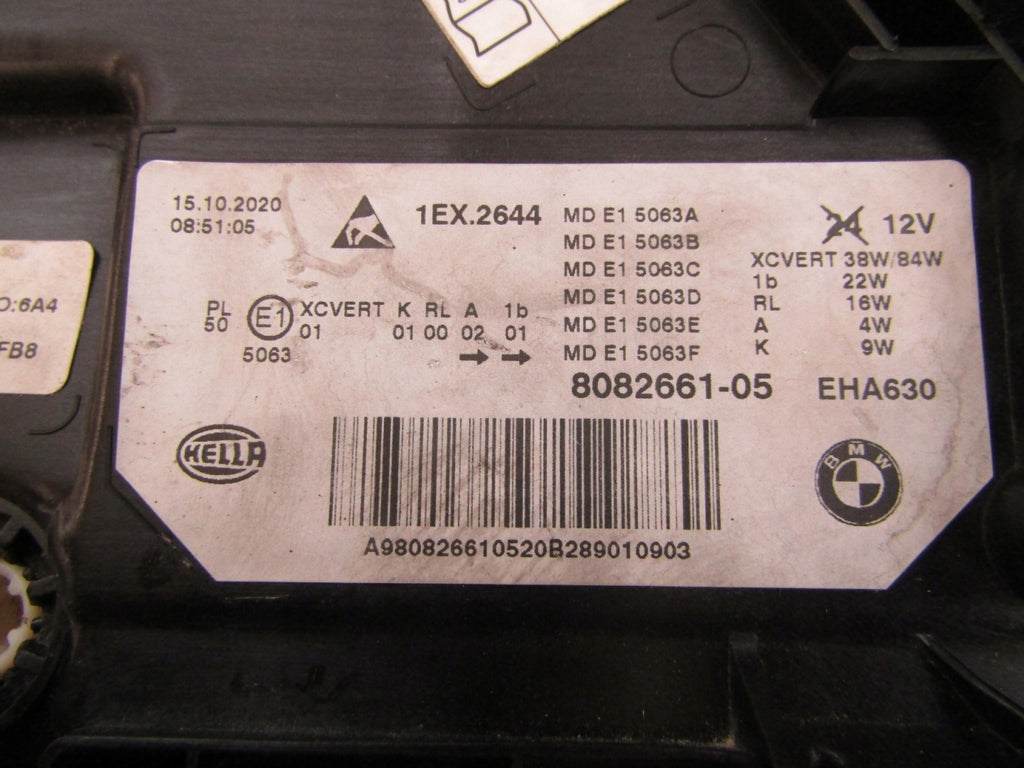 15.10.2020
08:51:05
1EX.2644
MD E1 5063A
MD E1 5063B
MD E1 5063C
MD E1 5063D
MD E1 5063E
MD E1 5063F
24 12V
XCVERT 38W/84W
1b 22W
RL 16W
A 4W
K 9W
PL
50
E1
5063
XCVERT K RL A 1b
01 01 00 02 01
8082661-05 EHA630
HELLA
BMW
A980826610520B289010903
O:6A4
FB8